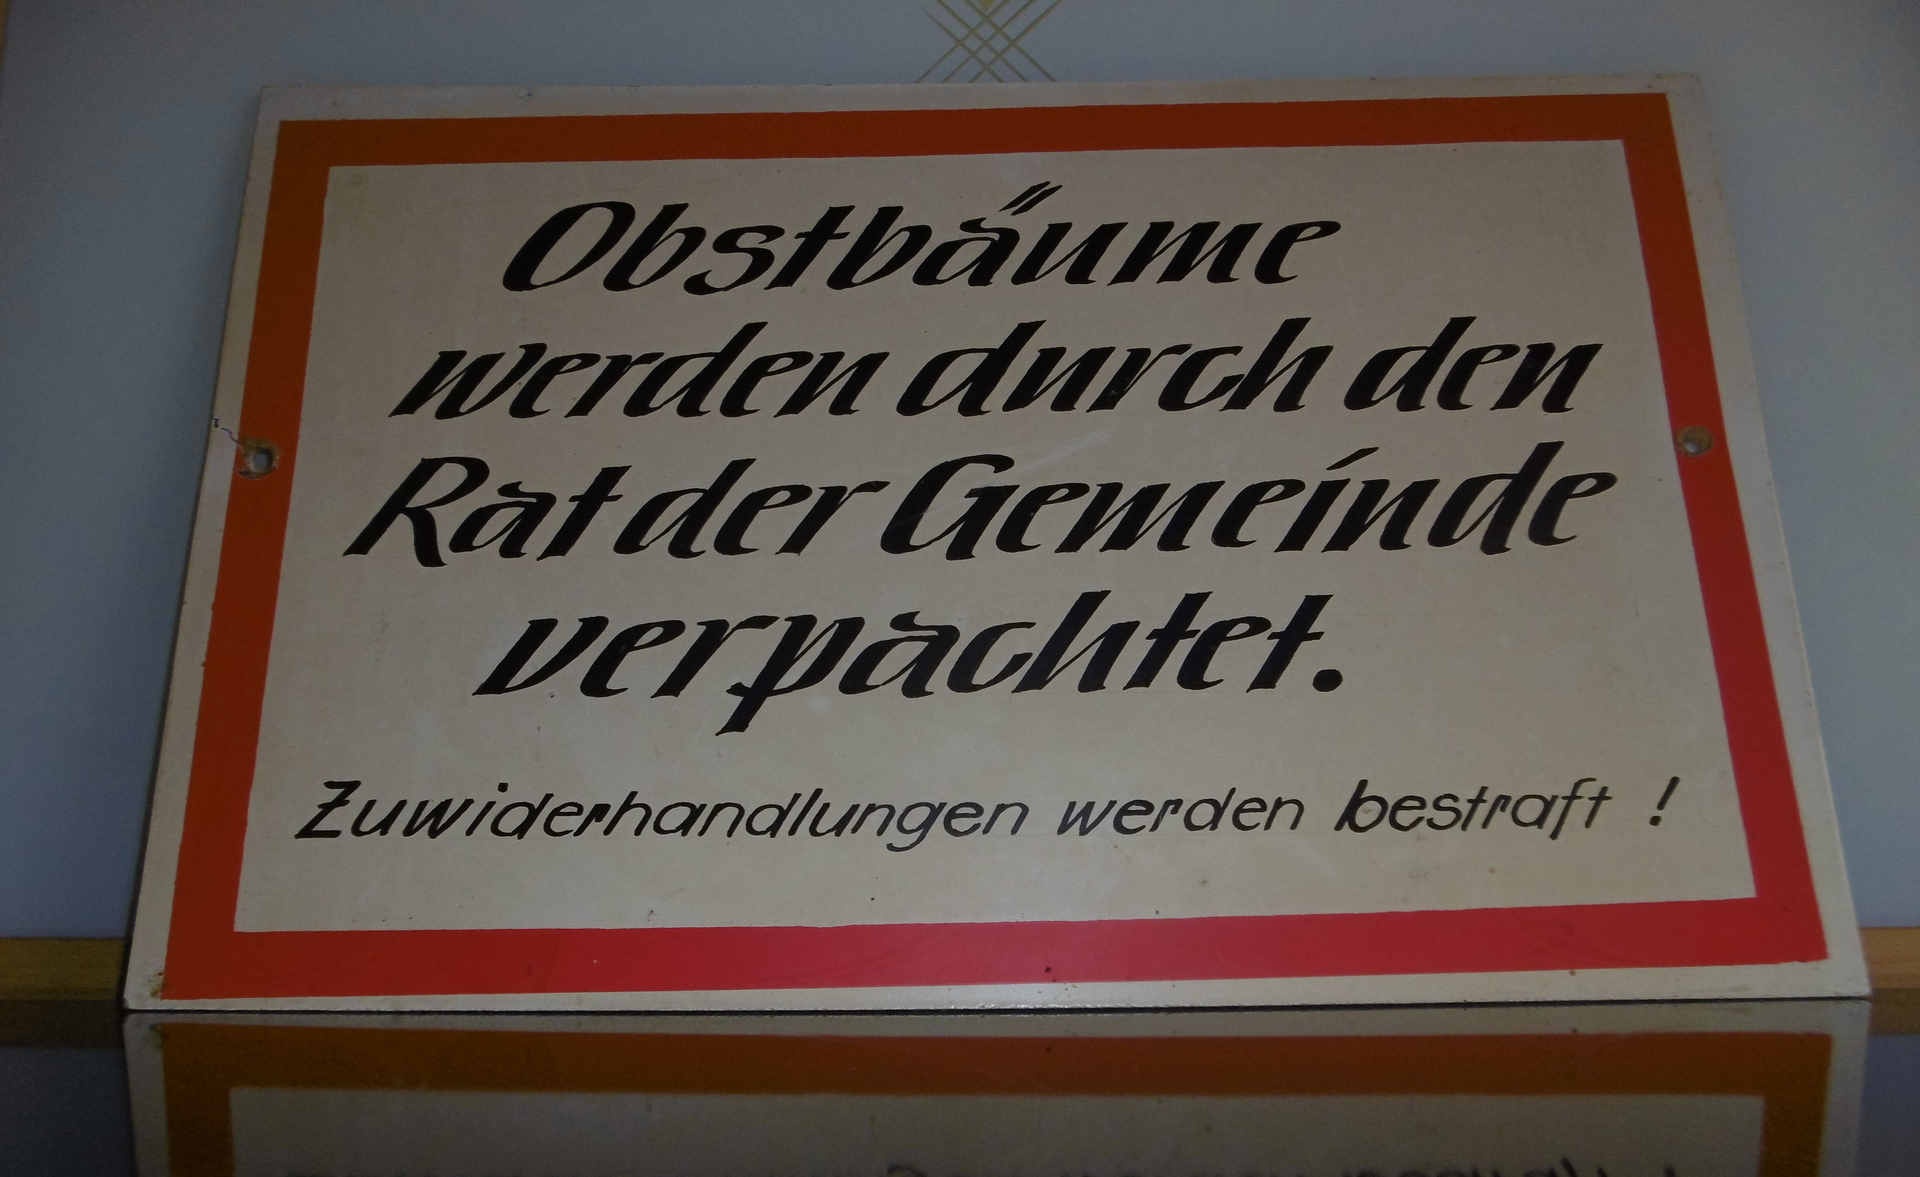 Obstbäume
werden durch den
Rat der Gemeinde
verpachtet.
Zuwiderhandlungen werden bestraft !